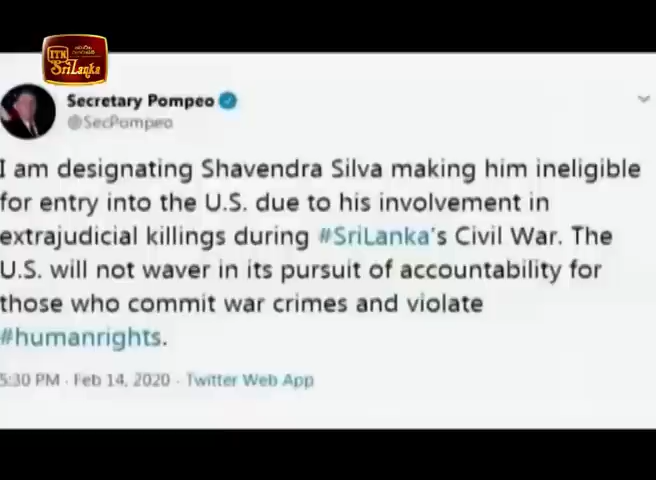 ITN
SriLanka
Secretary Pompeo
@SecPompeo
I am designating Shavendra Silva making him ineligible
for entry into the U.S. due to his involvement in
extrajudicial killings during #SriLanka's Civil War. The
U.S. will not waver in its pursuit of accountability for
those who commit war crimes and violate
#humanrights.
5:30 PM · Feb 14, 2020 · Twitter Web App